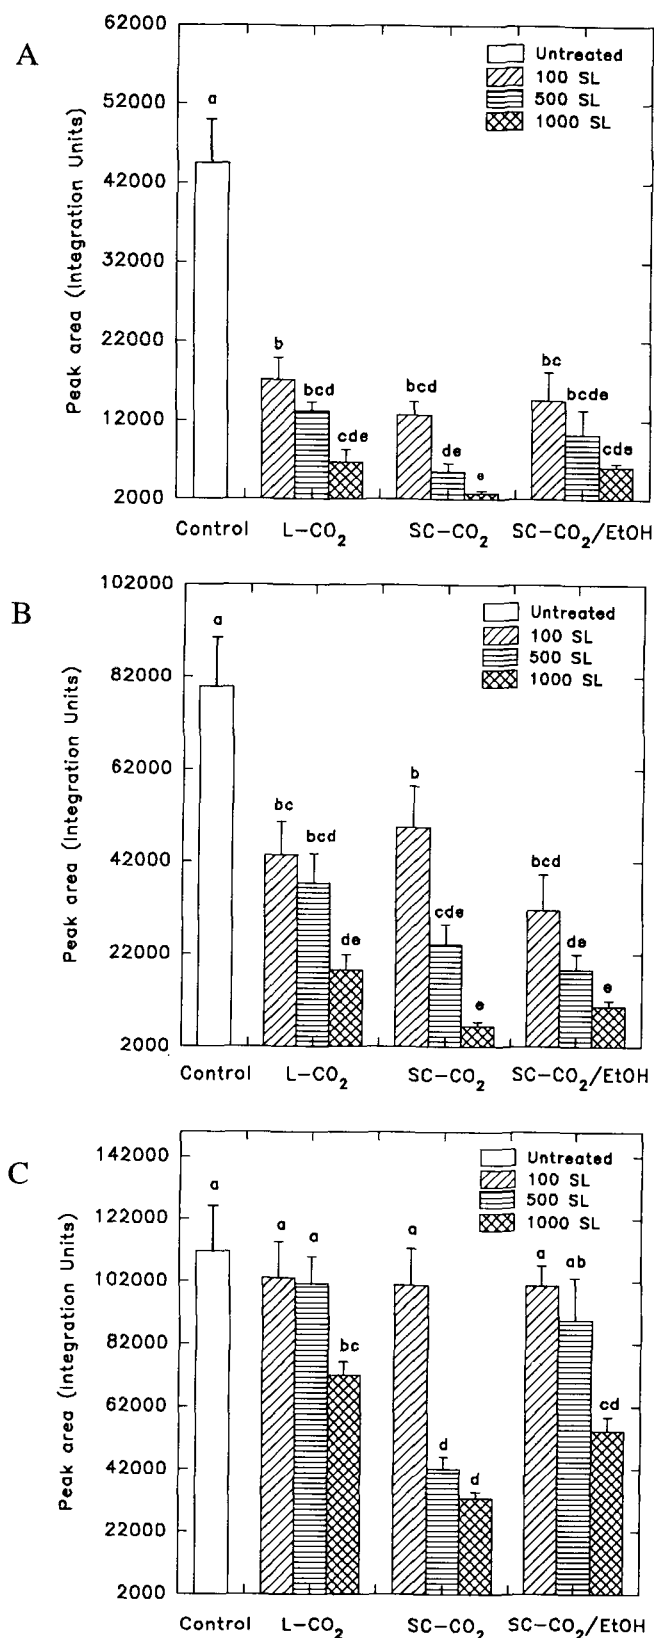 A
Peak area (Integration Units)
62000
52000
42000
32000
22000
12000
2000
Untreated
100 SL
500 SL
1000 SL
a
b
bcd
cde
bcd
de
e
bc
bcde
cde
Control L-CO2 SC-CO2 SC-CO2/EtOH
B
Peak area (Integration Units)
102000
82000
62000
42000
22000
2000
Untreated
100 SL
500 SL
1000 SL
a
bc
bcd
de
b
cde
e
bcd
de
e
Control L-CO2 SC-CO2 SC-CO2/EtOH
C
Peak area (Integration Units)
142000
122000
102000
82000
62000
42000
22000
2000
Untreated
100 SL
500 SL
1000 SL
a
a
a
bc
a
d
d
a
ab
cd
Control L-CO2 SC-CO2 SC-CO2/EtOH